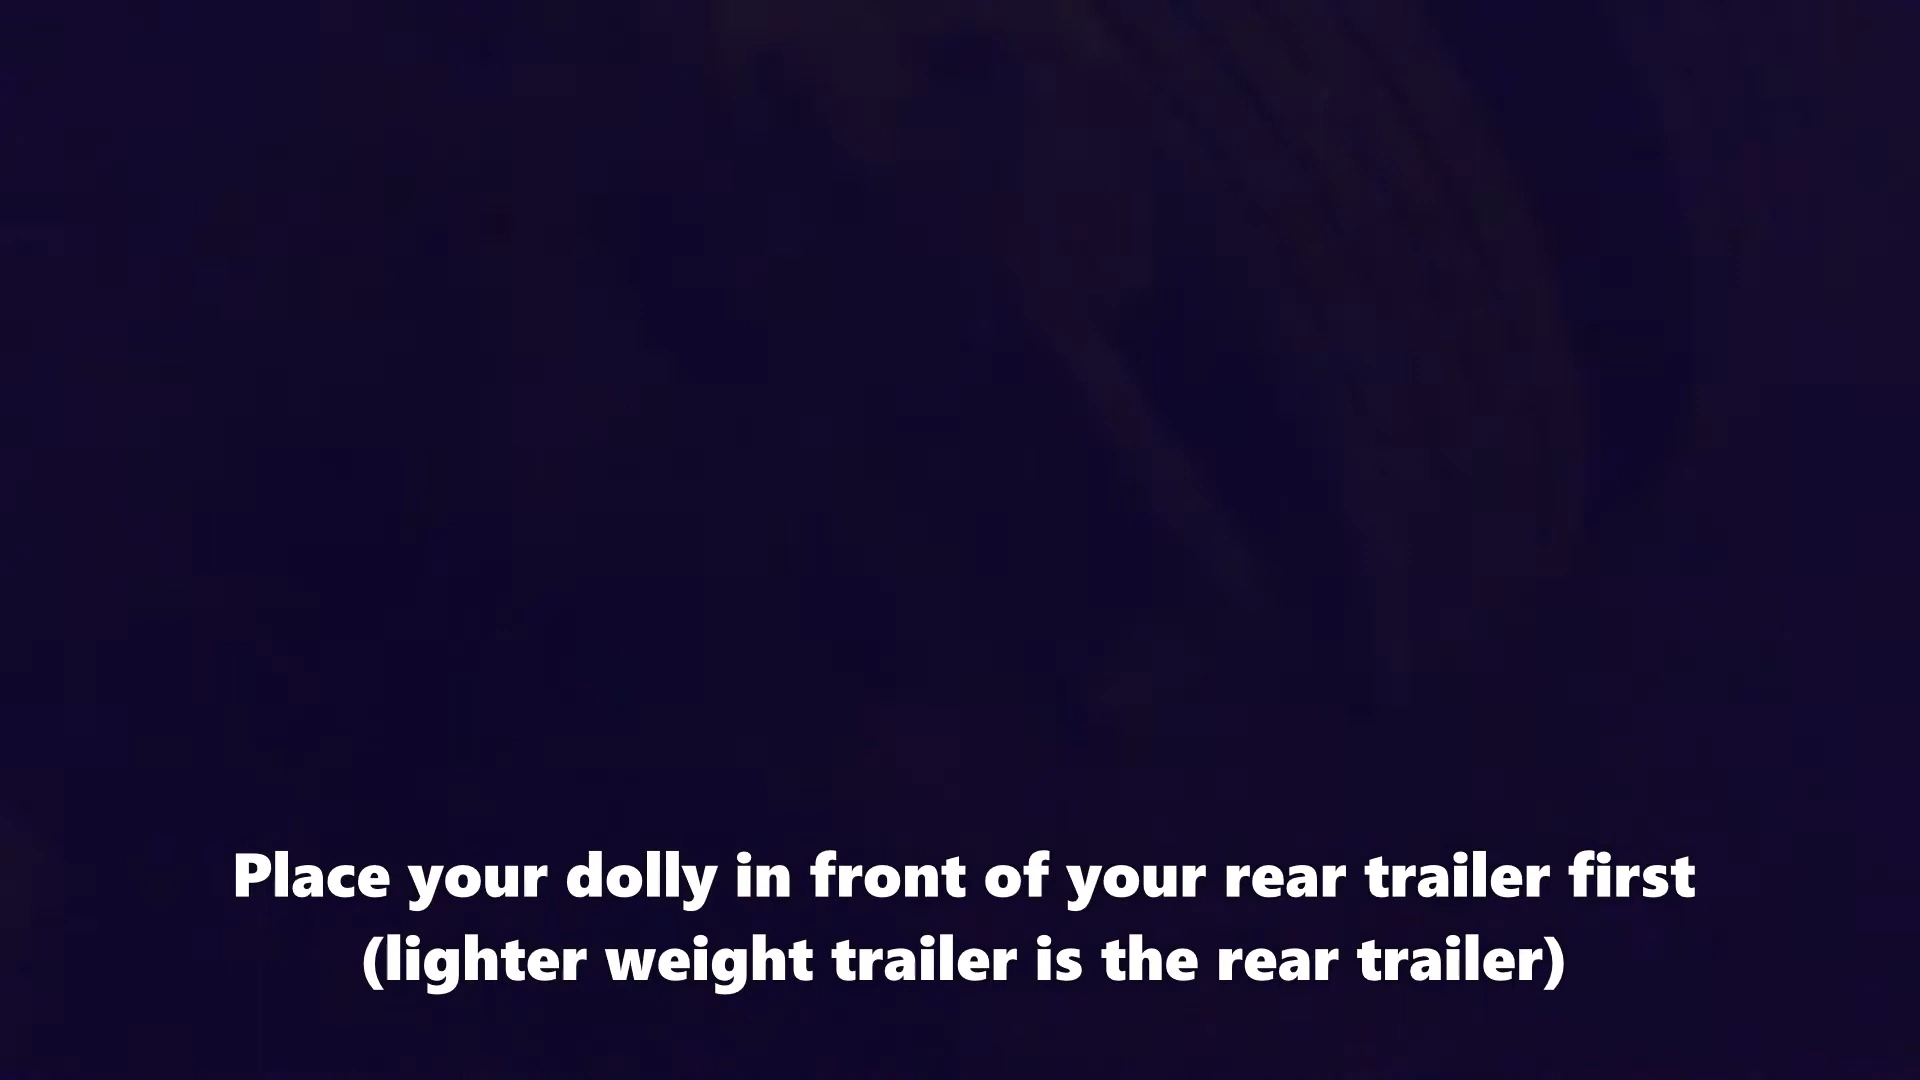 Place your dolly in front of your rear trailer first
(lighter weight trailer is the rear trailer)